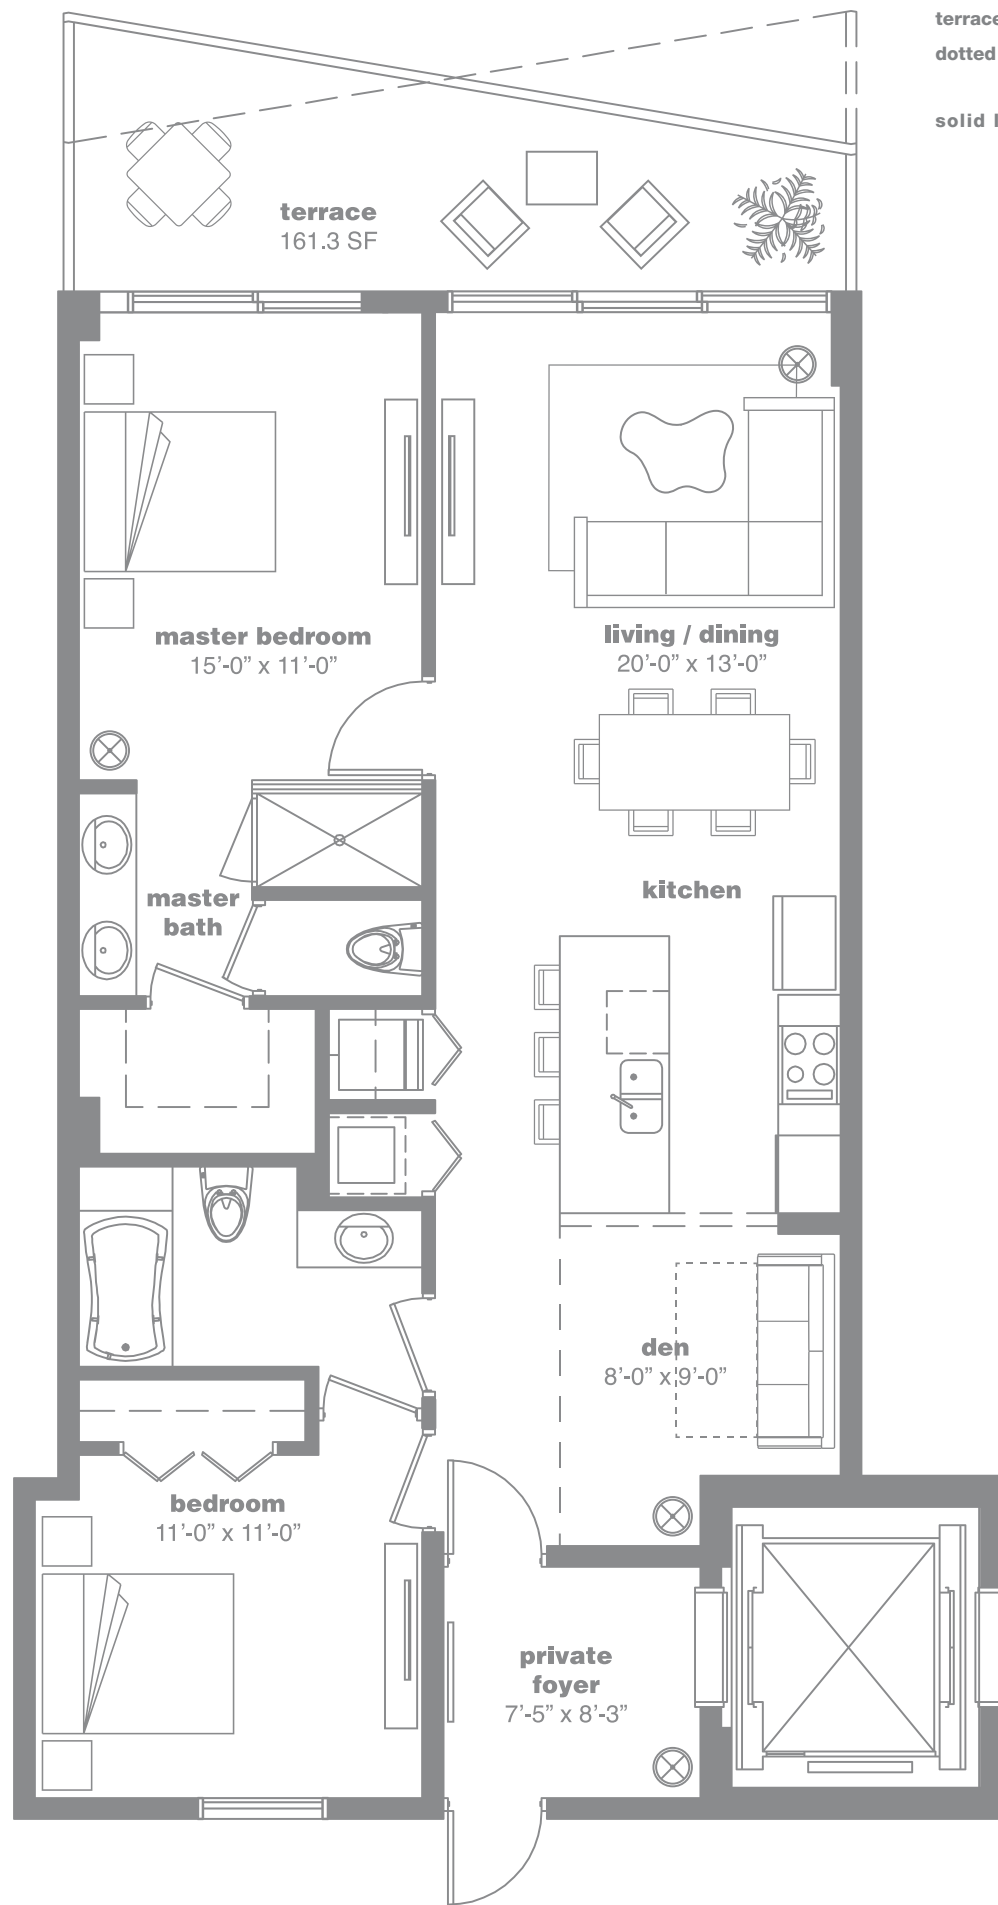 terrace
dotted
solid
terrace
161.3 SF
master bedroom
15’-0” x 11’-0”
living / dining
20’-0” x 13’-0”
kitchen
master
bath
den
8’-0” x 9’-0”
bedroom
11’-0” x 11’-0”
private
foyer
7’-5” x 8’-3”